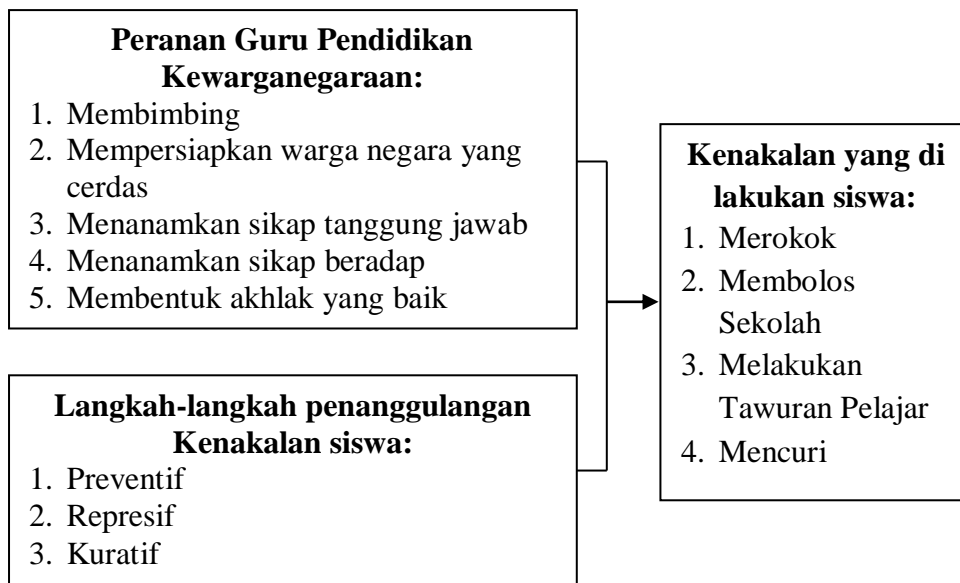 Peranan Guru Pendidikan
Kewarganegaraan:
1. Membimbing
2. Mempersiapkan warga negara yang
cerdas
3. Menanamkan sikap tanggung jawab
4. Menanamkan sikap beradap
5. Membentuk akhlak yang baik
Langkah-langkah penanggulangan
Kenakalan siswa:
1. Preventif
2. Represif
3. Kuratif
Kenakalan yang di
lakukan siswa:
1. Merokok
2. Membolos
Sekolah
3. Melakukan
Tawuran Pelajar
4. Mencuri